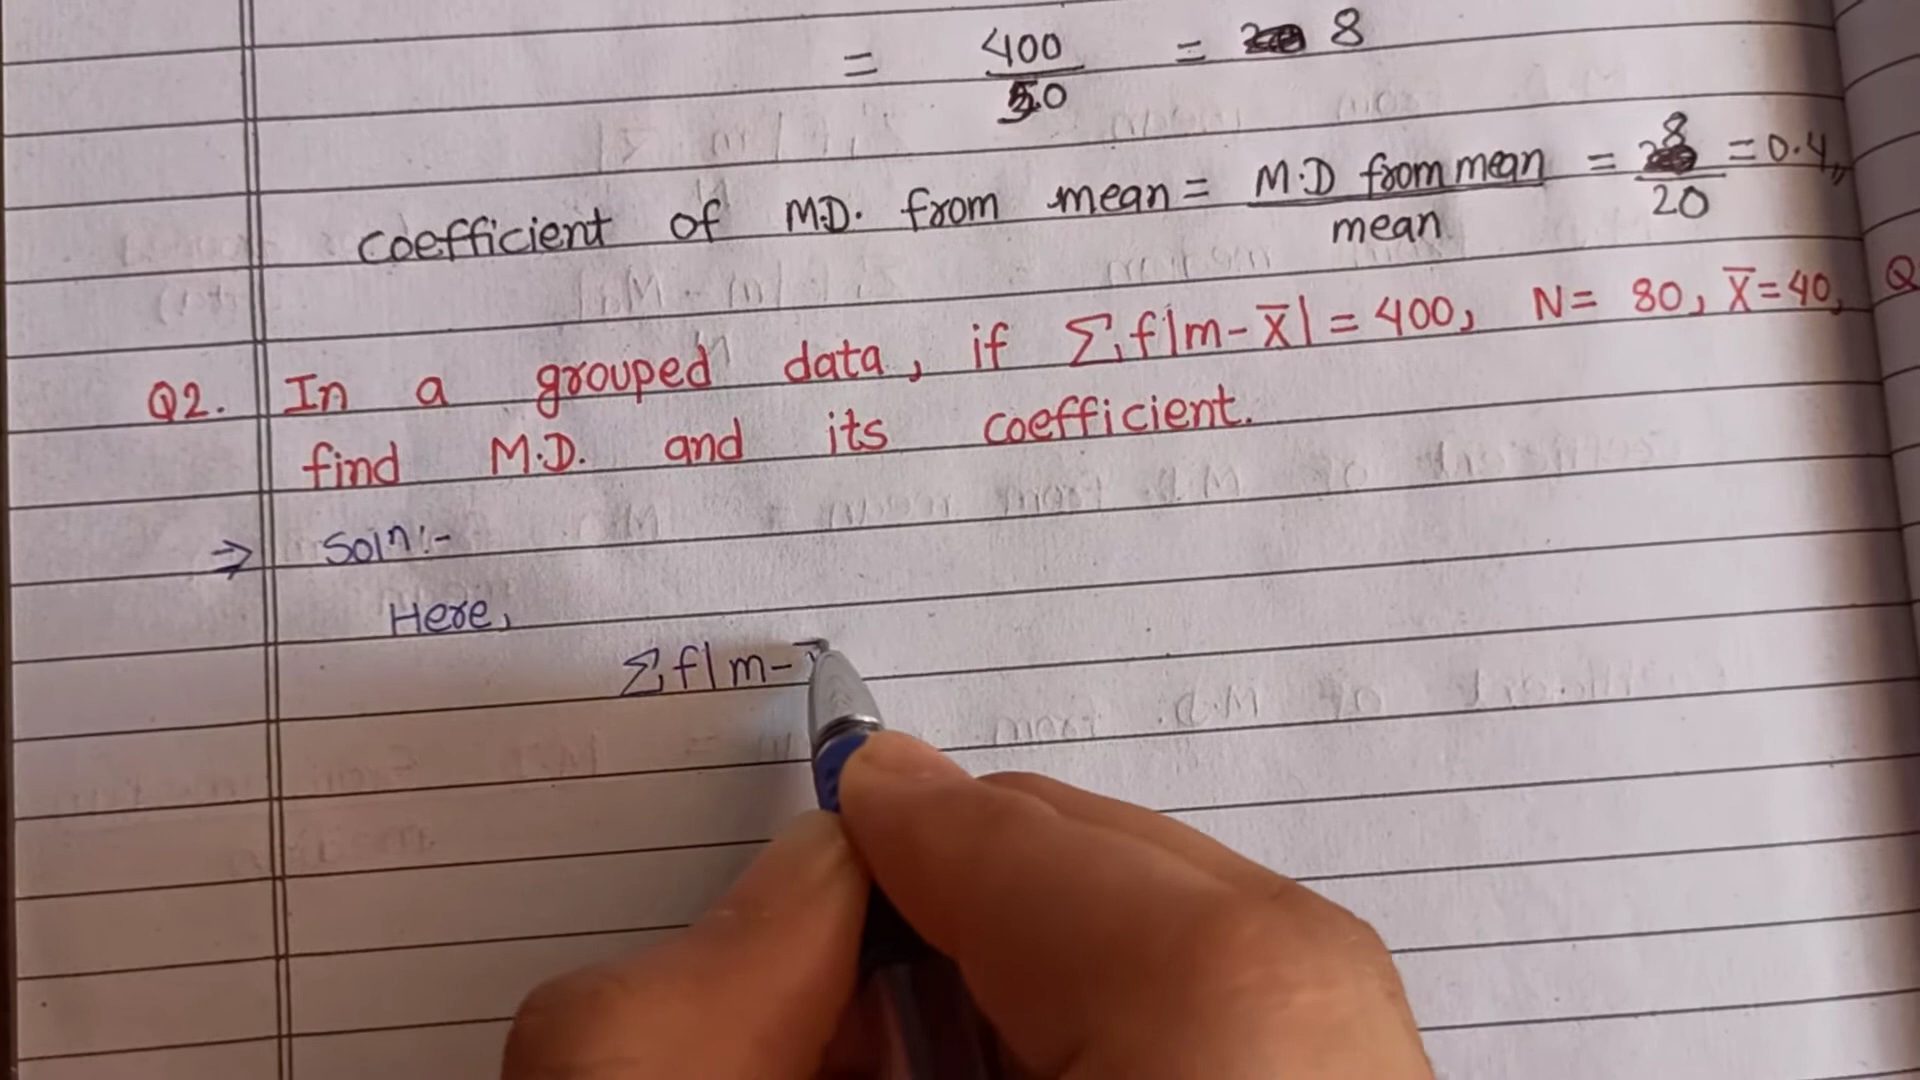 = 400/50 = 8
Coefficient of M.D. from mean = M.D from mean/mean = 8/20 = 0.4,,
Q2. In a grouped data, if Σf|m-X̅| = 400, N= 80, X̅=40, Q
find M.D. and its coefficient.
⇒ Soln:-
Here,
Σf|m-